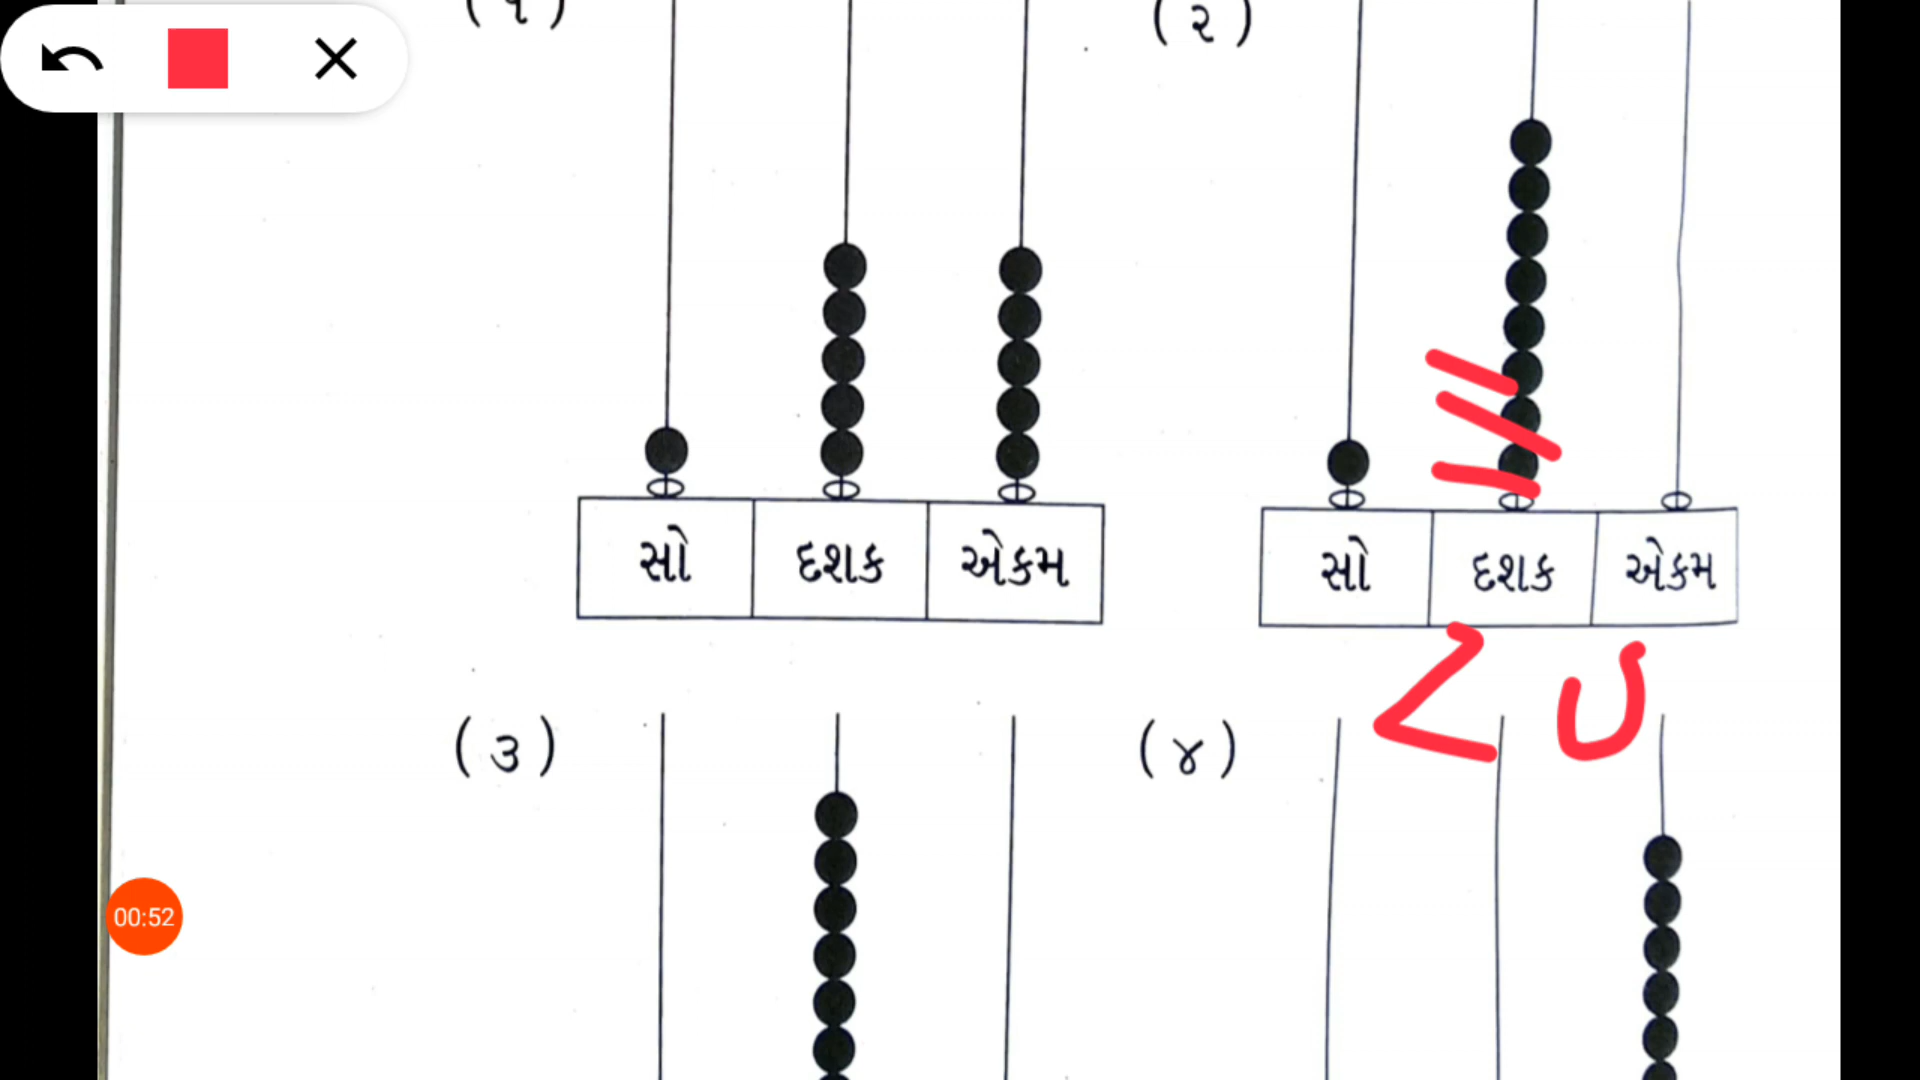 (૧) (૨)
સો દશક એકમ
સો દશક એકમ
(૩) (૪)
00:52